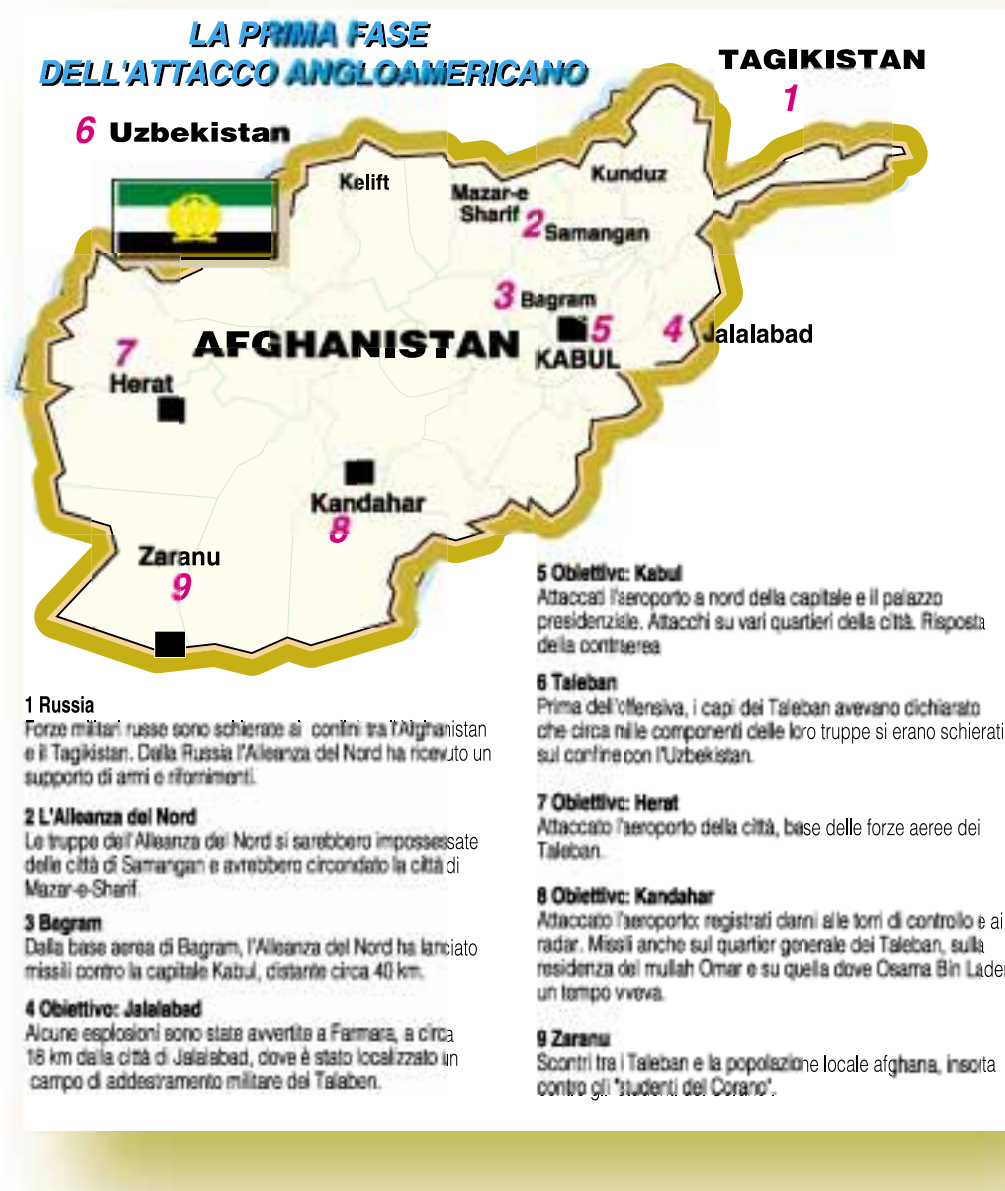 LA PRIMA FASE
DELL'ATTACCO ANGLOAMERICANO
TAGIKISTAN
1
6 Uzbekistan
Kelift
Kunduz
Mazar-e
Sharif 2
Samangan
3 Bagram
AFGHANISTAN
5
KABUL
4 Jalalabad
7
Herat
Kandahar
8
Zaranu
9
1 Russia
Forze militari russe sono schierate ai confini tra l'Afghanistan
e il Tagikistan. Dalla Russia l'Alleanza del Nord ha ricevuto un
supporto di armi e rifornimenti.
2 L'Alleanza del Nord
Le truppe dell'Alleanza del Nord si sarebbero impossessate
delle città di Samangan e avrebbero circondato la città di
Mazar-e-Sharif.
3 Bagram
Dalla base aerea di Bagram, l'Alleanza del Nord ha lanciato
missili contro la capitale Kabul, distante circa 40 km.
4 Obiettivo: Jalalabad
Alcune esplosioni sono state avvertite a Farmara, a circa
18 km dalla città di Jalalabad, dove è stato localizzato un
campo di addestramento militare dei Talaben.
5 Obiettivo: Kabul
Attaccati l'aeroporto a nord della capitale e il palazzo
presidenziale. Attacchi su vari quartieri della città. Risposta
della contraerea
6 Taleban
Prima dell'offensiva, i capi dei Taleban avevano dichiarato
che circa mille componenti delle loro truppe si erano schierati
sul confine con l'Uzbekistan.
7 Obiettivo: Herat
Attaccato l'aeroporto della città, base delle forze aeree dei
Taleban.
8 Obiettivo: Kandahar
Attaccato l'aeroporto: registrati danni alle torri di controllo e ai
radar. Missili anche sul quartier generale dei Taleban, sulla
residenza del mullah Omar e su quella dove Osama Bin Laden
un tempo vveva.
9 Zaranu
Scontri tra i Taleban e la popolazione locale afghana, insorta
contro gli "studenti del Corano".